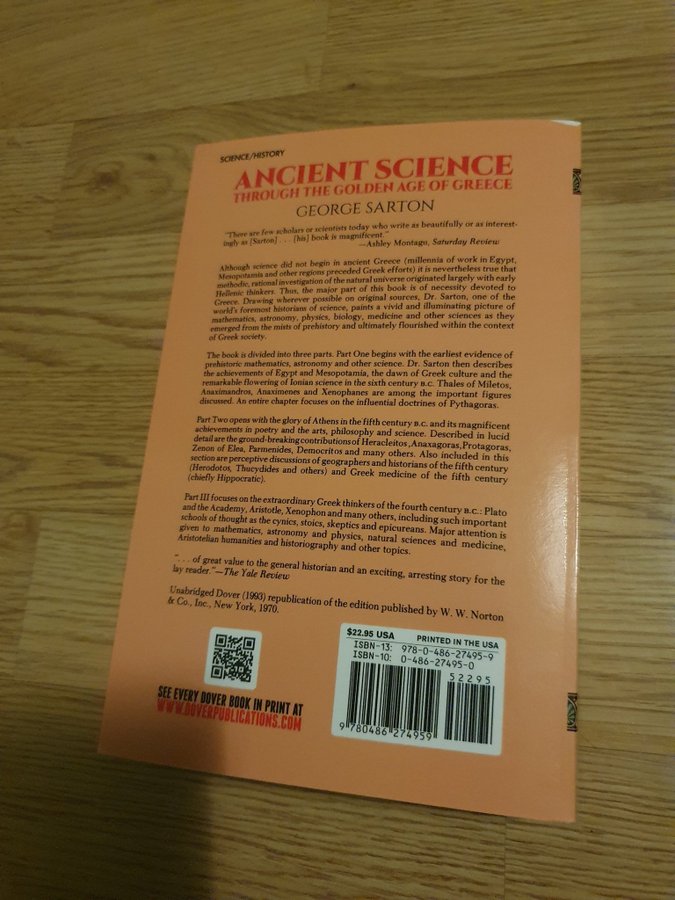 SCIENCE/HISTORY
ANCIENT SCIENCE
THROUGH THE GOLDEN AGE OF GREECE
GEORGE SARTON
"There are few scholars or scientists today who write as beautifully or as interest-
ingly as [Sarton] . . . [his] book is magnificent."
—Ashley Montagu, Saturday Review
Although science did not begin in ancient Greece (millennia of work in Egypt,
Mesopotamia and other regions preceded Greek efforts) it is nevertheless true that
methodic, rational investigation of the natural universe originated largely with early
Hellenic thinkers. Thus, the major part of this book is of necessity devoted to
Greece. Drawing wherever possible on original sources, Dr. Sarton, one of the
world's foremost historians of science, paints a vivid and illuminating picture of
mathematics, astronomy, physics, biology, medicine and other sciences as they
emerged from the mists of prehistory and ultimately flourished within the context
of Greek society.
The book is divided into three parts. Part One begins with the earliest evidence of
prehistoric mathematics, astronomy and other science. Dr. Sarton then describes
the achievements of Egypt and Mesopotamia, the dawn of Greek culture and the
remarkable flowering of Ionian science in the sixth century B.C. Thales of Miletos,
Anaximandros, Anaximenes and Xenophanes are among the important figures
discussed. An entire chapter focuses on the influential doctrines of Pythagoras.
Part Two opens with the glory of Athens in the fifth century B.C. and its magnificent
achievements in poetry and the arts, philosophy and science. Described in lucid
detail are the ground-breaking contributions of Heracleitos, Anaxagoras, Protagoras,
Zenon of Elea, Parmenides, Democritos and many others. Also included in this
section are perceptive discussions of geographers and historians of the fifth century
(Herodotos, Thucydides and others) and Greek medicine of the fifth century
(chiefly Hippocratic).
Part III focuses on the extraordinary Greek thinkers of the fourth century B.C.: Plato
and the Academy, Aristotle, Xenophon and many others, including such important
schools of thought as the cynics, stoics, skeptics and epicureans. Major attention is
given to mathematics, astronomy and physics, natural sciences and medicine,
Aristotelian humanities and historiography and other topics.
". . . of great value to the general historian and an exciting, arresting story for the
lay reader."—The Yale Review
Unabridged Dover (1993) republication of the edition published by W. W. Norton
& Co., Inc., New York, 1970.
$22.95 USA PRINTED IN THE USA
ISBN-13: 978-0-486-27495-9
ISBN-10: 0-486-27495-0
52295
9 780486 274959
SEE EVERY DOVER BOOK IN PRINT AT
WWW.DOVERPUBLICATIONS.COM